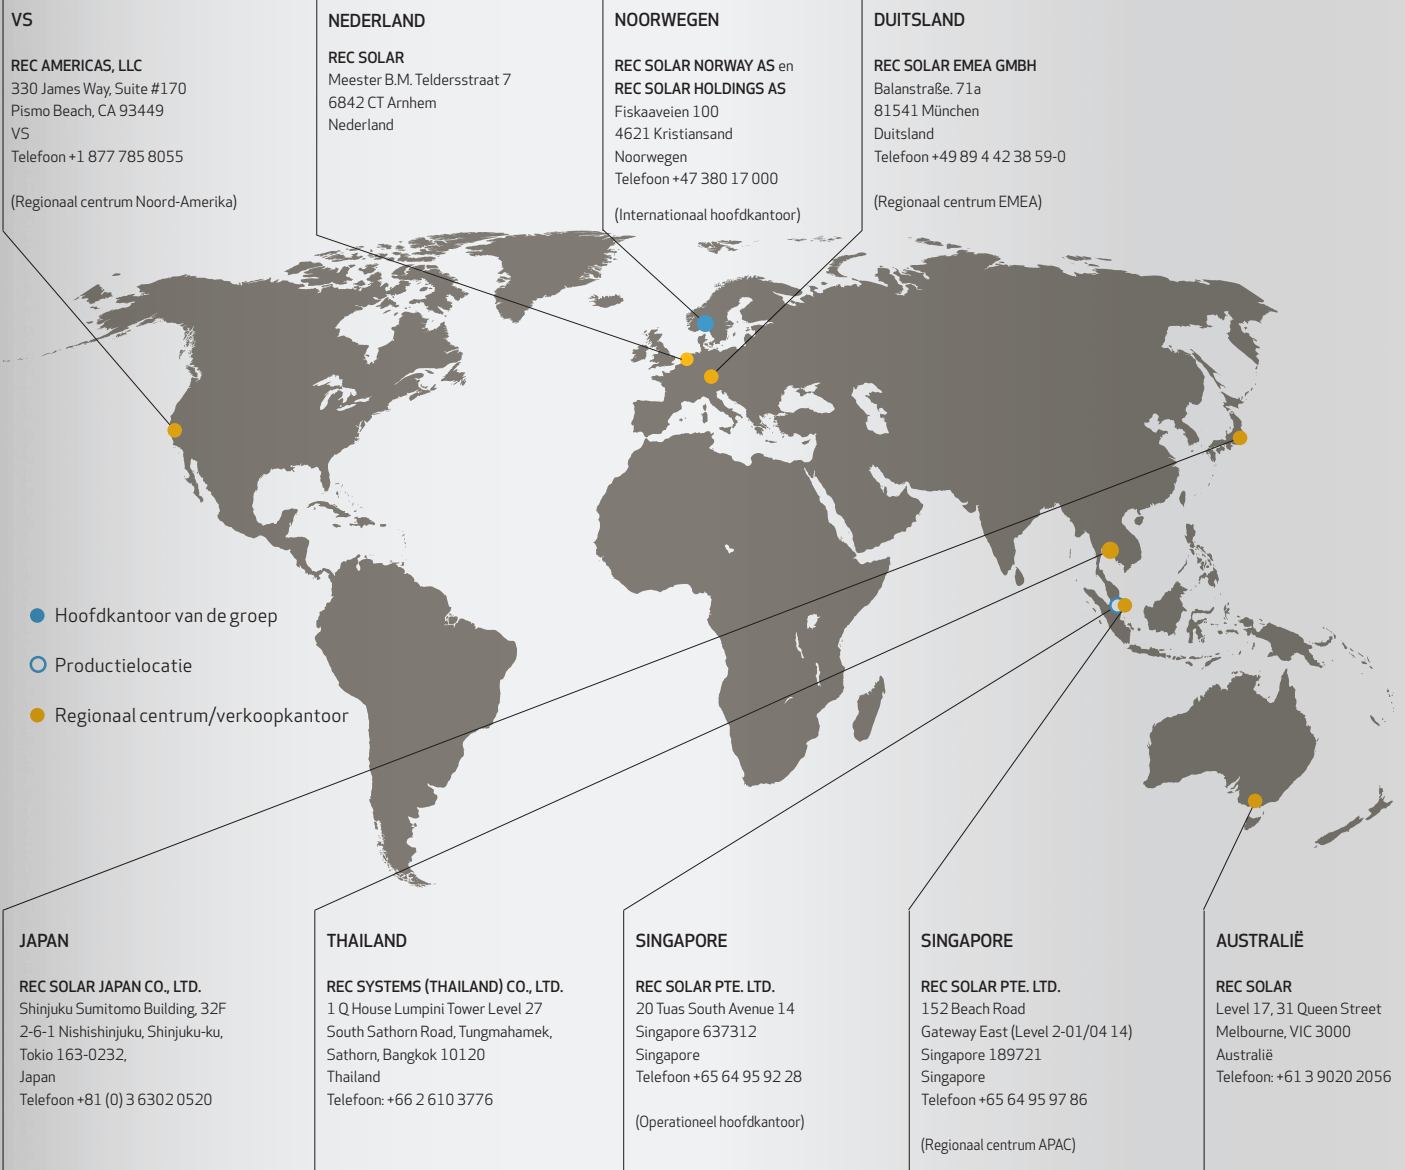 VS
REC AMERICAS, LLC
330 James Way, Suite #170
Pismo Beach, CA 93449
VS
Telefoon +1 877 785 8055
(Regionaal centrum Noord-Amerika)
NEDERLAND
REC SOLAR
Meester B.M. Teldersstraat 7
6842 CT Arnhem
Nederland
NOORWEGEN
REC SOLAR NORWAY AS en
REC SOLAR HOLDINGS AS
Fiskaaveien 100
4621 Kristiansand
Noorwegen
Telefoon +47 380 17 000
(Internationaal hoofdkantoor)
DUITSLAND
REC SOLAR EMEA GMBH
Balanstraße. 71a
81541 München
Duitsland
Telefoon +49 89 4 42 38 59-0
(Regionaal centrum EMEA)
Hoofdkantoor van de groep
Productielocatie
Regionaal centrum/verkoopkantoor
JAPAN
REC SOLAR JAPAN CO., LTD.
Shinjuku Sumitomo Building, 32F
2-6-1 Nishishinjuku, Shinjuku-ku,
Tokio 163-0232,
Japan
Telefoon +81 (0) 3 6302 0520
THAILAND
REC SYSTEMS (THAILAND) CO., LTD.
1 Q House Lumpini Tower Level 27
South Sathorn Road, Tungmahamek,
Sathorn, Bangkok 10120
Thailand
Telefoon: +66 2 610 3776
SINGAPORE
REC SOLAR PTE. LTD.
20 Tuas South Avenue 14
Singapore 637312
Singapore
Telefoon +65 64 95 92 28
(Operationeel hoofdkantoor)
SINGAPORE
REC SOLAR PTE. LTD.
152 Beach Road
Gateway East (Level 2-01/04 14)
Singapore 189721
Singapore
Telefoon +65 64 95 97 86
(Regionaal centrum APAC)
AUSTRALIË
REC SOLAR
Level 17, 31 Queen Street
Melbourne, VIC 3000
Australië
Telefoon: +61 3 9020 2056